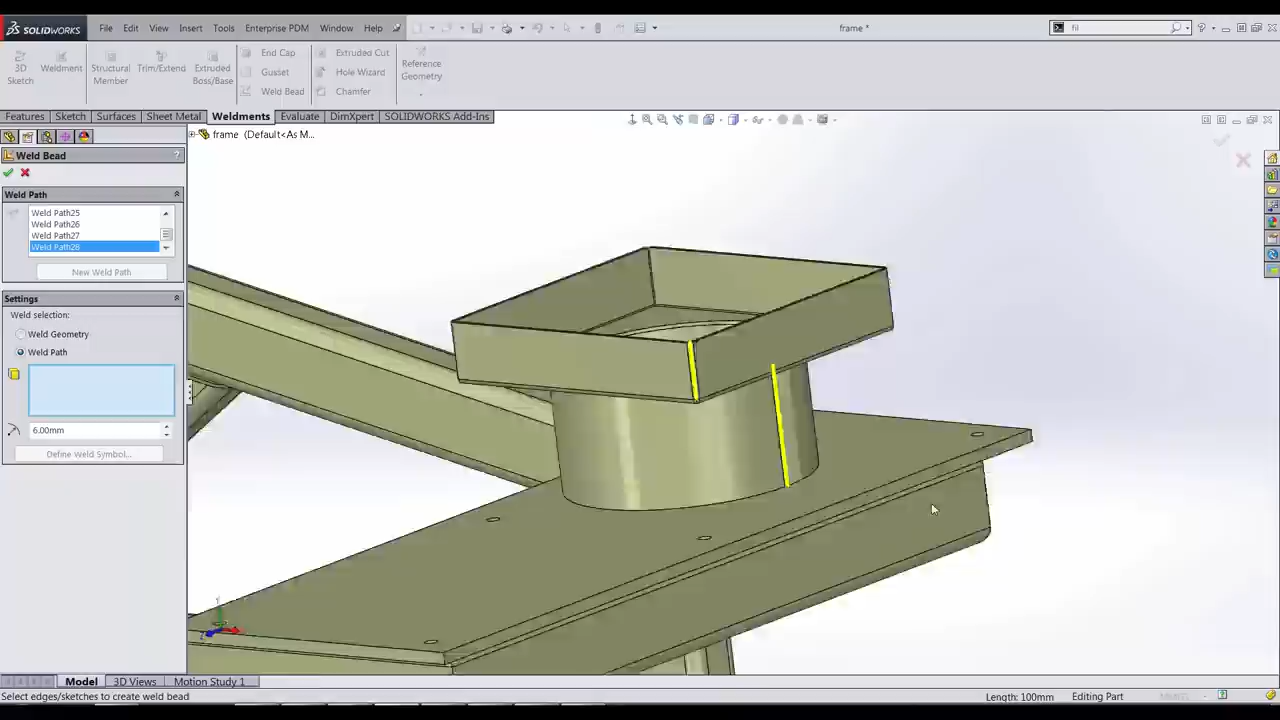 SOLIDWORKS
File Edit View Insert Tools Enterprise PDM Window Help
frame *
fil
3D Sketch
Weldment
Structural Member
Trim/Extend
Extruded Boss/Base
End Cap
Gusset
Weld Bead
Extruded Cut
Hole Wizard
Chamfer
Reference Geometry
Features Sketch Surfaces Sheet Metal Weldments Evaluate DimXpert SOLIDWORKS Add-Ins
frame (Default<As M...
Weld Bead
?
Weld Path
Weld Path25
Weld Path26
Weld Path27
Weld Path28
New Weld Path
Settings
Weld selection:
Weld Geometry
Weld Path
6.00mm
Define Weld Symbol...
Model 3D Views Motion Study 1
Select edges/sketches to create weld bead
Length: 100mm Editing Part